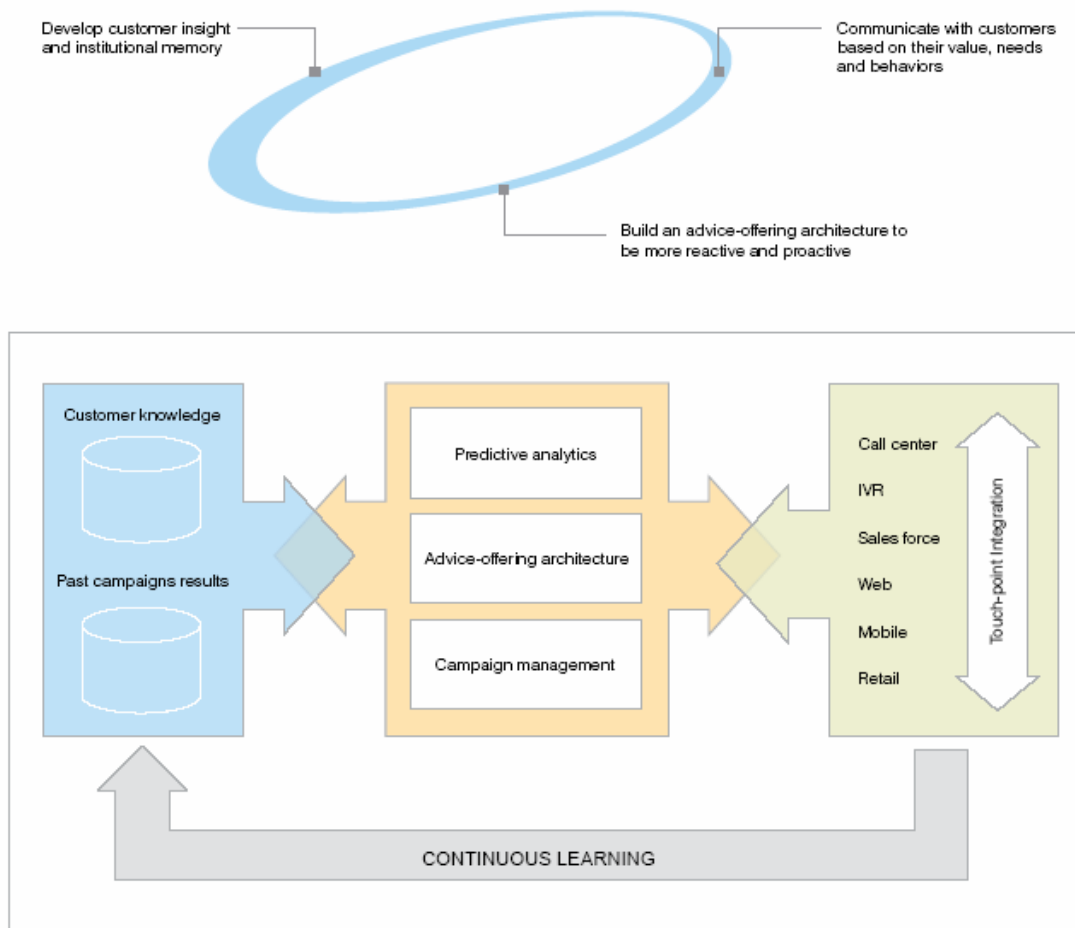 Develop customer insight
and institutional memory
Communicate with customers
based on their value, needs
and behaviors
Build an advice-offering architecture to
be more reactive and proactive
Customer knowledge
Past campaigns results
Predictive analytics
Advice-offering architecture
Campaign management
Call center
IVR
Sales force
Web
Mobile
Retail
Touch-point Integration
CONTINUOUS LEARNING